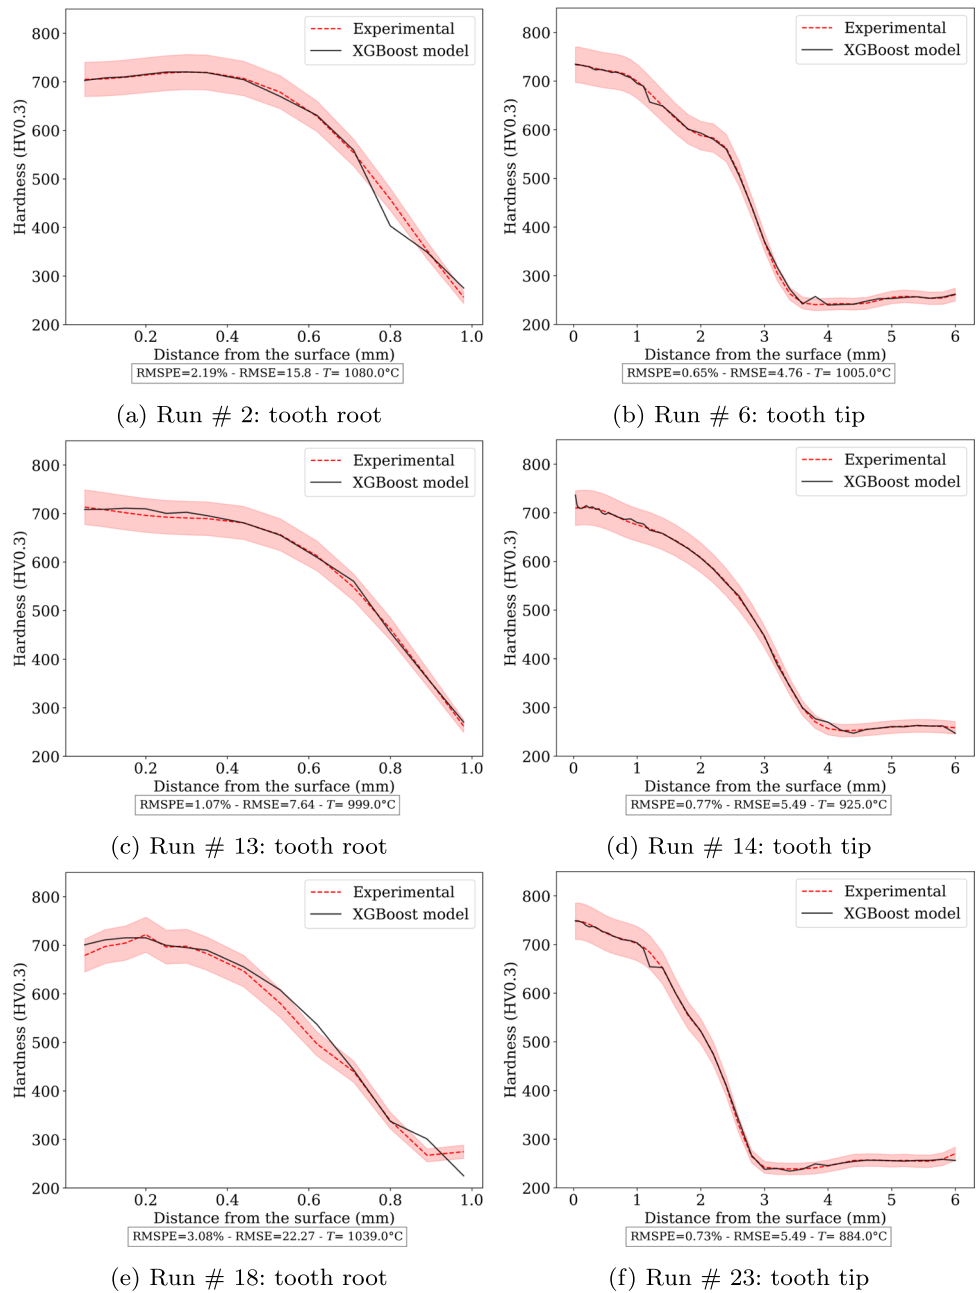 800
700
600
500
400
300
200
Hardness (HV0.3)
Experimental
XGBoost model
0.2 0.4 0.6 0.8 1.0
Distance from the surface (mm)
RMSPE=2.19% - RMSE=15.8 - T= 1080.0°C
(a) Run # 2: tooth root
800
700
600
500
400
300
200
Hardness (HV0.3)
Experimental
XGBoost model
0 1 2 3 4 5 6
Distance from the surface (mm)
RMSPE=0.65% - RMSE=4.76 - T= 1005.0°C
(b) Run # 6: tooth tip
800
700
600
500
400
300
200
Hardness (HV0.3)
Experimental
XGBoost model
0.2 0.4 0.6 0.8 1.0
Distance from the surface (mm)
RMSPE=1.07% - RMSE=7.64 - T= 999.0°C
(c) Run # 13: tooth root
800
700
600
500
400
300
200
Hardness (HV0.3)
Experimental
XGBoost model
0 1 2 3 4 5 6
Distance from the surface (mm)
RMSPE=0.77% - RMSE=5.49 - T= 925.0°C
(d) Run # 14: tooth tip
800
700
600
500
400
300
200
Hardness (HV0.3)
Experimental
XGBoost model
0.2 0.4 0.6 0.8 1.0
Distance from the surface (mm)
RMSPE=3.08% - RMSE=22.27 - T= 1039.0°C
(e) Run # 18: tooth root
800
700
600
500
400
300
200
Hardness (HV0.3)
Experimental
XGBoost model
0 1 2 3 4 5 6
Distance from the surface (mm)
RMSPE=0.73% - RMSE=5.49 - T= 884.0°C
(f) Run # 23: tooth tip